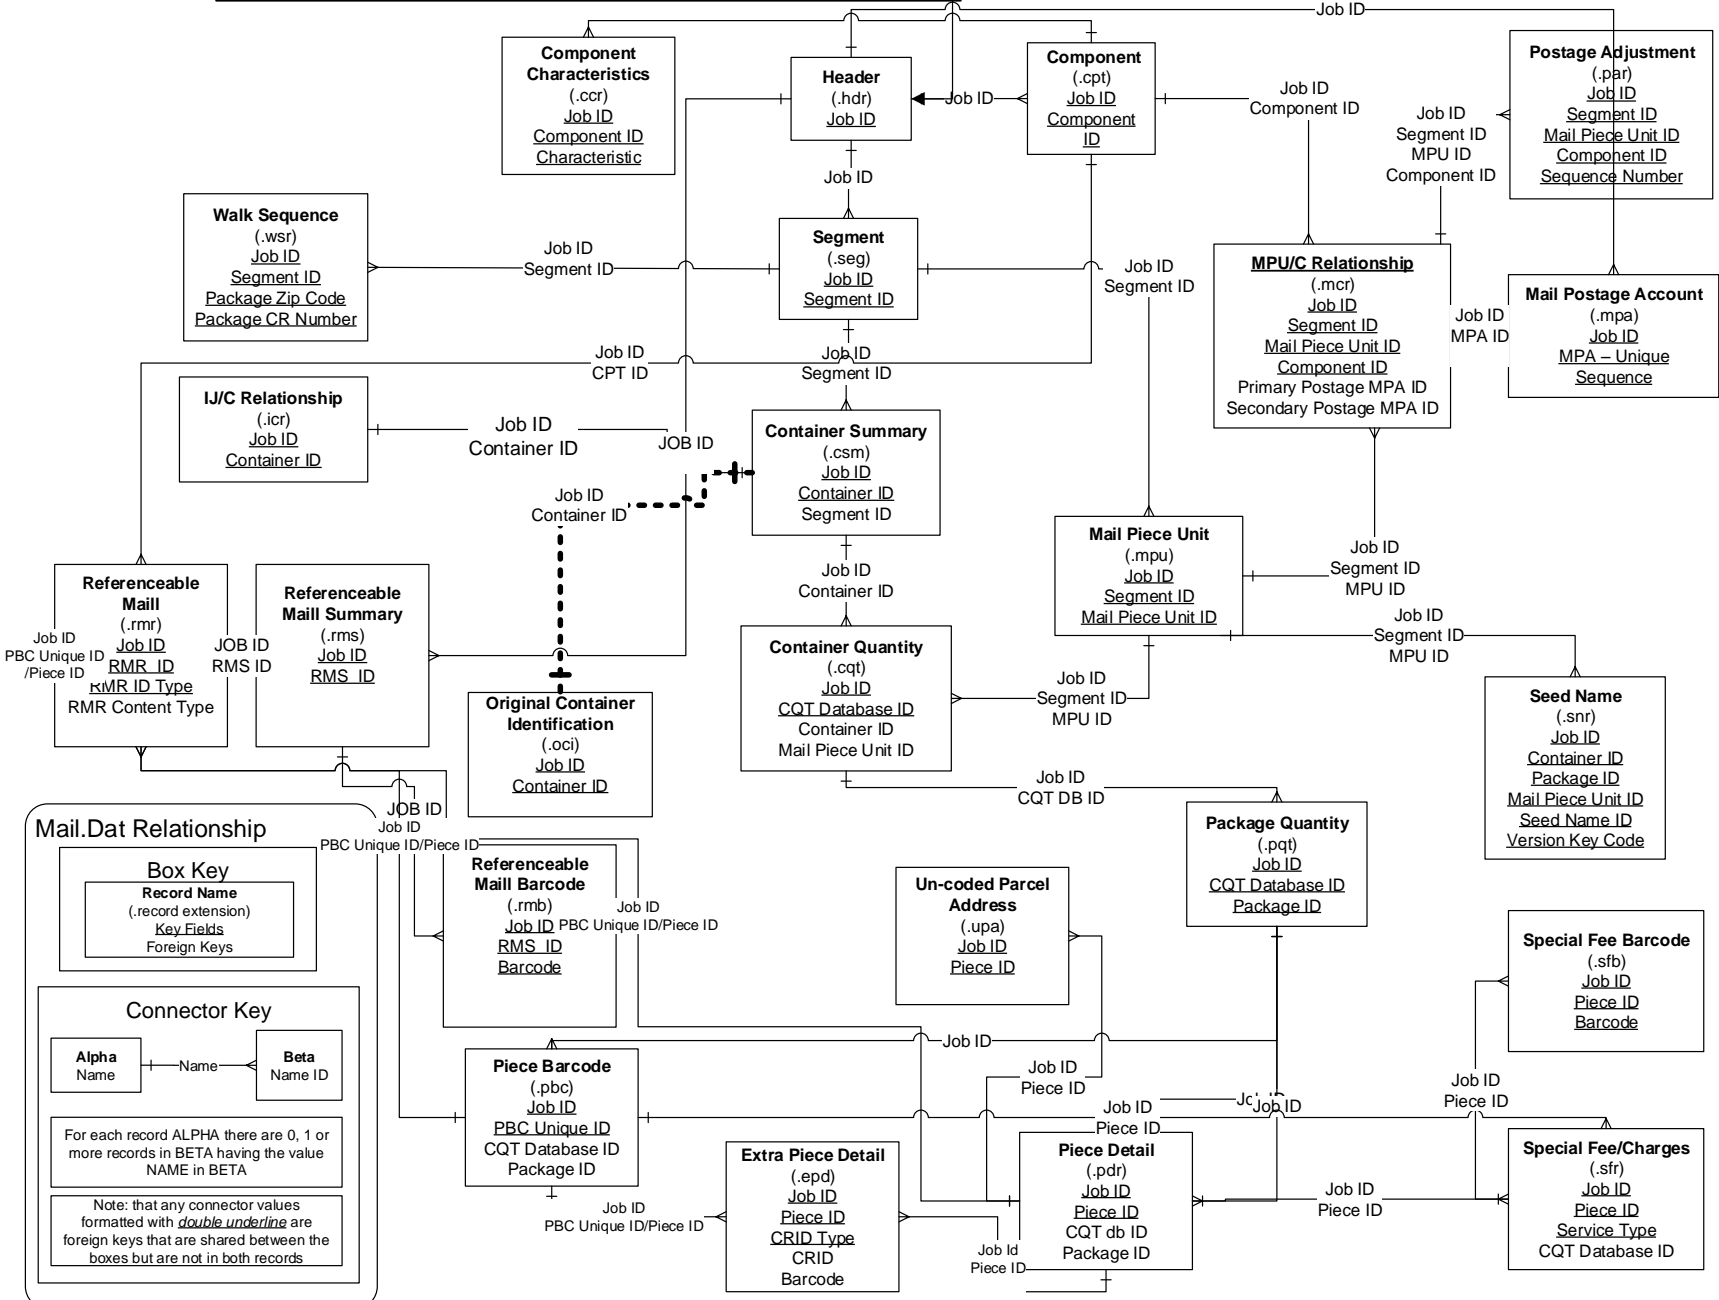 Job ID
Component
Characteristics
(.ccr)
Job ID
Component ID
Characteristic
Header
(.hdr)
Job ID
Job ID
Component
(.cpt)
Job ID
Component
ID
Job ID
Component ID
Postage Adjustment
(.par)
Job ID
Segment ID
Mail Piece Unit ID
Component ID
Sequence Number
Job ID
Segment ID
MPU ID
Component ID
Job ID
Walk Sequence
(.wsr)
Job ID
Segment ID
Package Zip Code
Package CR Number
Job ID
Segment ID
Segment
(.seg)
Job ID
Segment ID
Job ID
Segment ID
MPU/C Relationship
(.mcr)
Job ID
Segment ID
Mail Piece Unit ID
Component ID
Primary Postage MPA ID
Secondary Postage MPA ID
Job ID
MPA ID
Mail Postage Account
(.mpa)
Job ID
MPA – Unique
Sequence
Job ID
CPT ID
Job ID
Segment ID
IJ/C Relationship
(.icr)
Job ID
Container ID
Job ID
Container ID
JOB ID
Container Summary
(.csm)
Job ID
Container ID
Segment ID
Job ID
Container ID
Job ID
Container ID
Mail Piece Unit
(.mpu)
Job ID
Segment ID
Mail Piece Unit ID
Job ID
Segment ID
MPU ID
Job ID
Segment ID
MPU ID
Referenceable
Maill
(.rmr)
Job ID
RMR_ID
RMR ID Type
RMR Content Type
Job ID
PBC Unique ID
/Piece ID
JOB ID
RMS ID
Referenceable
Maill Summary
(.rms)
Job ID
RMS_ID
Original Container
Identification
(.oci)
Job ID
Container ID
Container Quantity
(.cqt)
Job ID
CQT Database ID
Container ID
Mail Piece Unit ID
Job ID
Segment ID
MPU ID
Seed Name
(.snr)
Job ID
Container ID
Package ID
Mail Piece Unit ID
Seed Name ID
Version Key Code
Job ID
CQT DB ID
Package Quantity
(.pqt)
Job ID
CQT Database ID
Package ID
JOB ID
Job ID
PBC Unique ID/Piece ID
Mail.Dat Relationship
Box Key
Record Name
(.record extension)
Key Fields
Foreign Keys
Connector Key
Alpha
Name
Name
Beta
Name ID
For each record ALPHA there are 0, 1 or
more records in BETA having the value
NAME in BETA
Note: that any connector values
formatted with double underline are
foreign keys that are shared between the
boxes but are not in both records
Referenceable
Maill Barcode
(.rmb)
Job ID
RMS_ID
Barcode
Job ID
PBC Unique ID/Piece ID
Un-coded Parcel
Address
(.upa)
Job ID
Piece ID
Special Fee Barcode
(.sfb)
Job ID
Piece ID
Barcode
Job ID
Job ID
Piece ID
Job ID
Job ID
Piece ID
Piece Barcode
(.pbc)
Job ID
PBC Unique ID
CQT Database ID
Package ID
Job ID
Piece ID
Job ID
PBC Unique ID/Piece ID
Extra Piece Detail
(.epd)
Job ID
Piece ID
CRID Type
CRID
Barcode
Job Id
Piece ID
Piece Detail
(.pdr)
Job ID
Piece ID
CQT db ID
Package ID
Job ID
Piece ID
Special Fee/Charges
(.sfr)
Job ID
Piece ID
Service Type
CQT Database ID